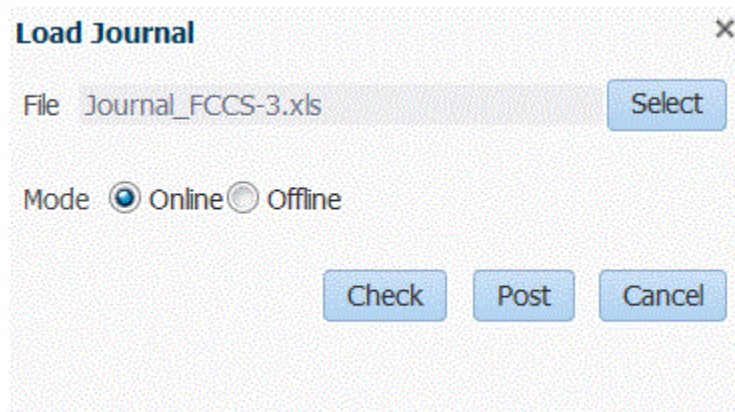 Load Journal
File Journal_FCCS-3.xls Select
Mode Online Offline
Check Post Cancel